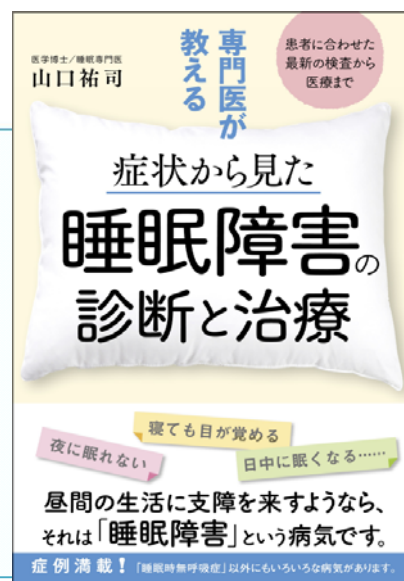 医学博士/睡眠専門医
山口祐司
専門医が
教える
患者に合わせた
最新の検査から
医療まで
症状から見た
睡眠障害の
診断と治療
夜に眠れない
寝ても目が覚める
日中に眠くなる……
昼間の生活に支障を来すようなら、
それは「睡眠障害」という病気です。
症例満載！「睡眠時無呼吸症」以外にもいろいろな病気があります。